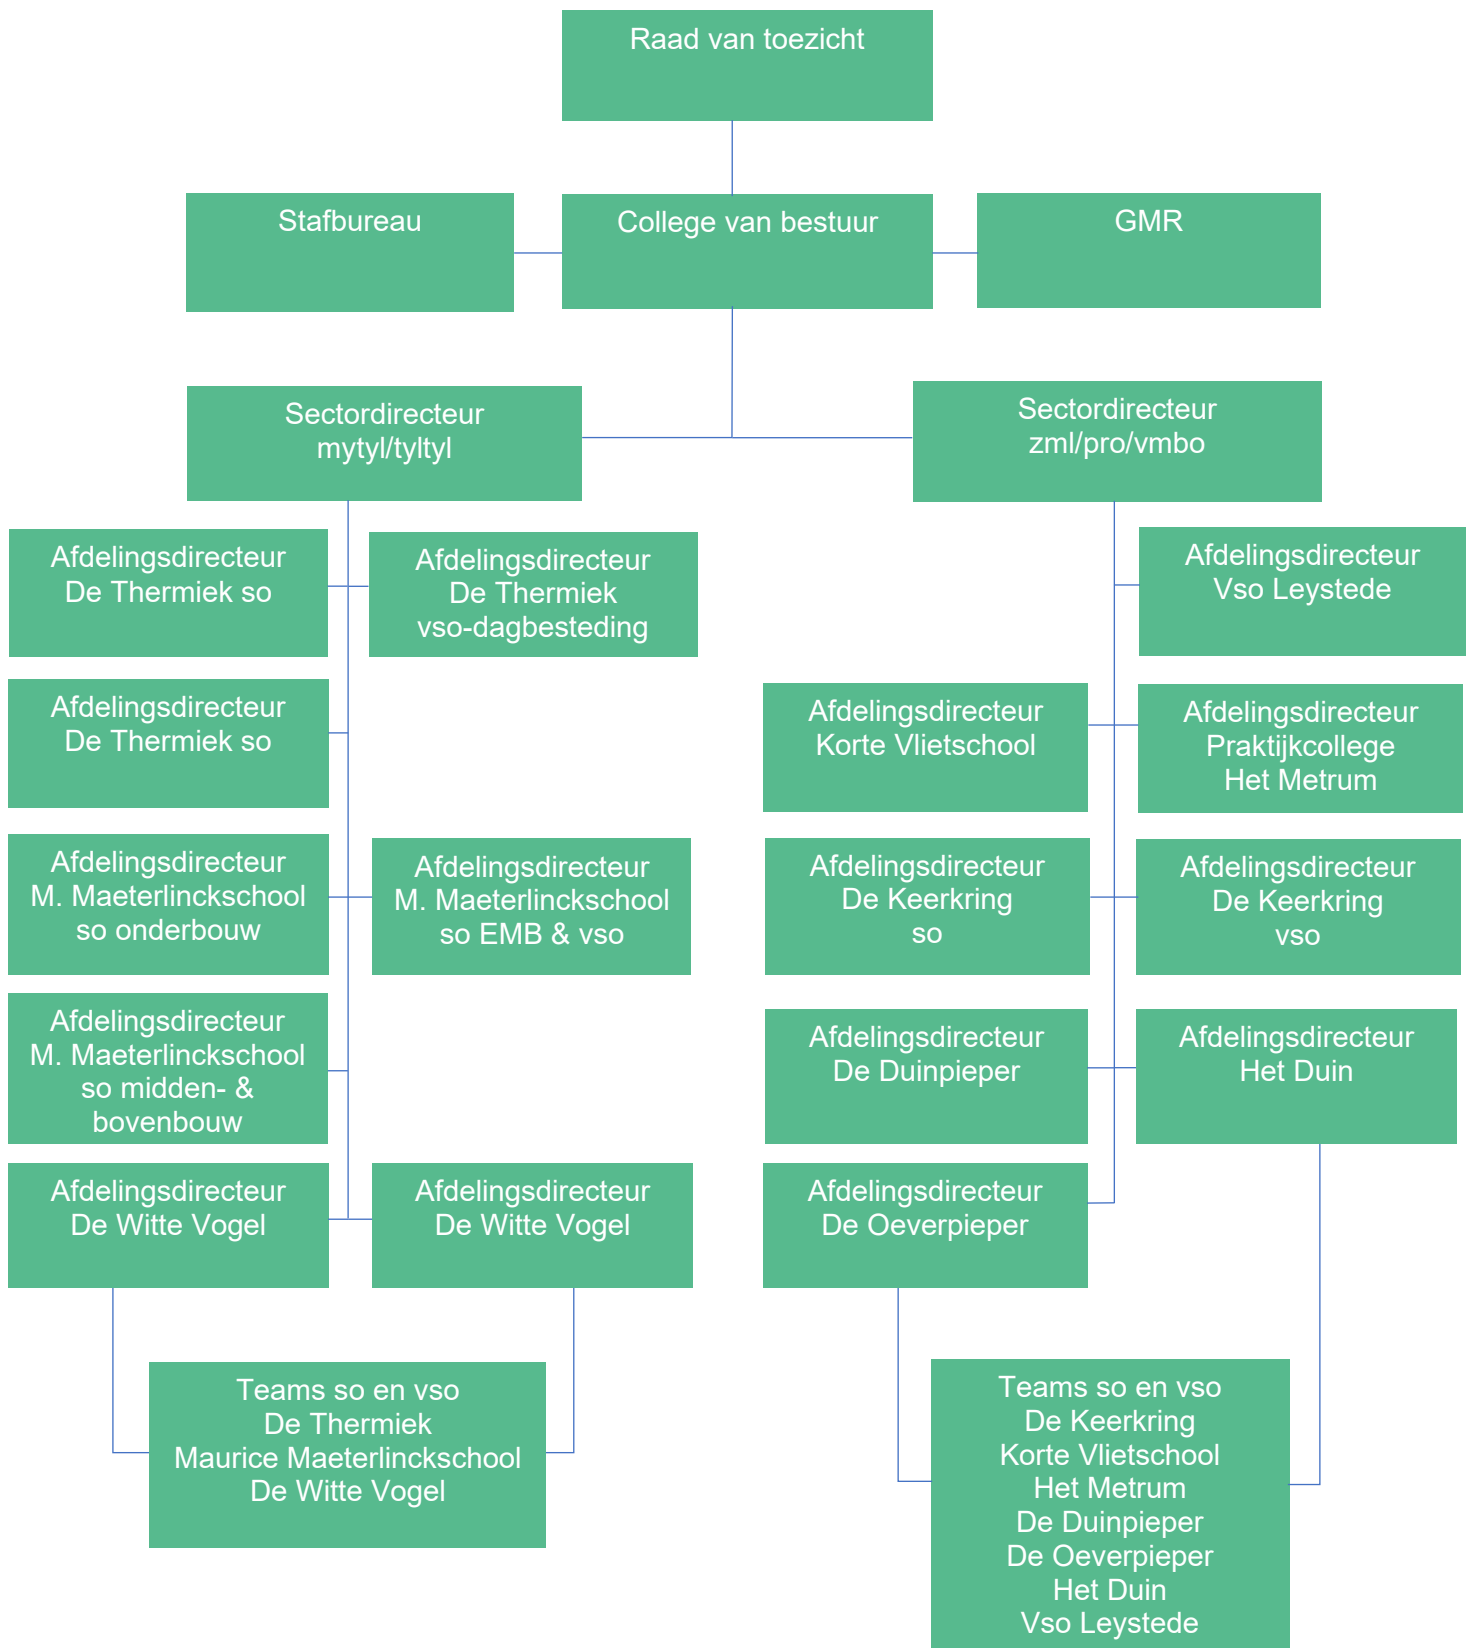 Raad van toezicht
Stafbureau
College van bestuur
GMR
Sectordirecteur
mytyl/tyltyl
Sectordirecteur
zml/pro/vmbo
Afdelingsdirecteur
De Thermiek so
Afdelingsdirecteur
De Thermiek
vso-dagbesteding
Afdelingsdirecteur
Vso Leystede
Afdelingsdirecteur
De Thermiek so
Afdelingsdirecteur
Korte Vlietschool
Afdelingsdirecteur
Praktijkcollege
Het Metrum
Afdelingsdirecteur
M. Maeterlinckschool
so onderbouw
Afdelingsdirecteur
M. Maeterlinckschool
so EMB & vso
Afdelingsdirecteur
De Keerkring
so
Afdelingsdirecteur
De Keerkring
vso
Afdelingsdirecteur
M. Maeterlinckschool
so midden- &
bovenbouw
Afdelingsdirecteur
De Duinpieper
Afdelingsdirecteur
Het Duin
Afdelingsdirecteur
De Witte Vogel
Afdelingsdirecteur
De Witte Vogel
Afdelingsdirecteur
De Oeverpieper
Teams so en vso
De Thermiek
Maurice Maeterlinckschool
De Witte Vogel
Teams so en vso
De Keerkring
Korte Vlietschool
Het Metrum
De Duinpieper
De Oeverpieper
Het Duin
Vso Leystede